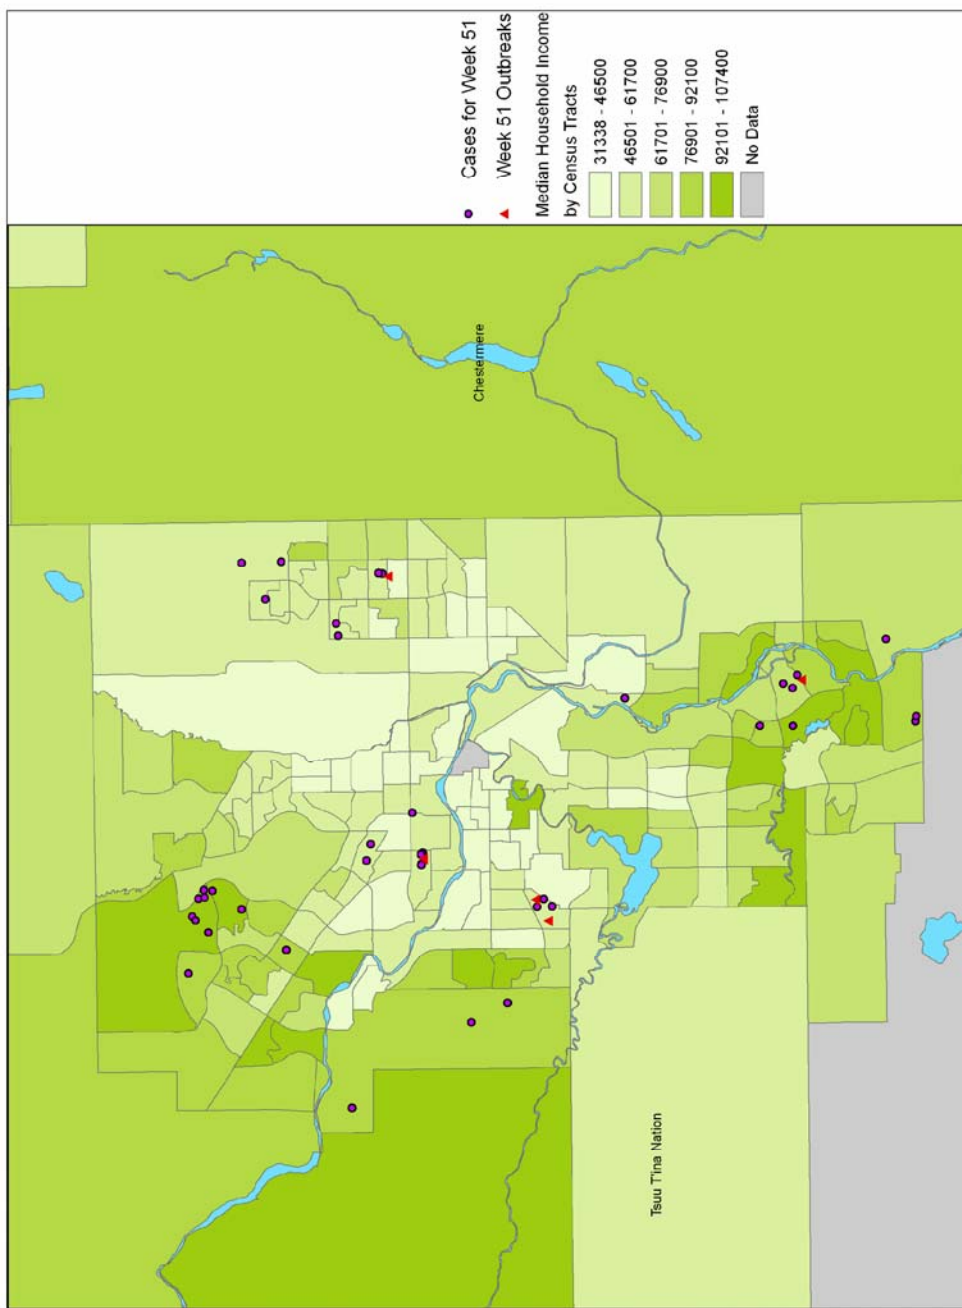 Cases for Week 51
Week 51 Outbreaks
Median Household Income
by Census Tracts
31338 - 46500
46501 - 61700
61701 - 76900
76901 - 92100
92101 - 107400
No Data
Chestermere
Tsuu T'ina Nation